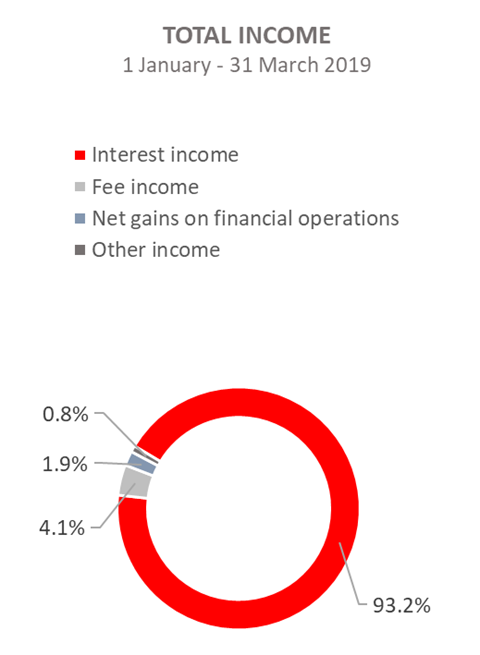 TOTAL INCOME
1 January - 31 March 2019
Interest income
Fee income
Net gains on financial operations
Other income
0.8%
1.9%
4.1%
93.2%